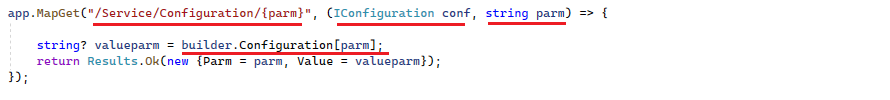 app.MapGet("/Service/Configuration/{parm}", (IConfiguration conf, string parm) => {
string? valueparm = builder.Configuration[parm];
return Results.Ok(new {Parm = parm, Value = valueparm});
});